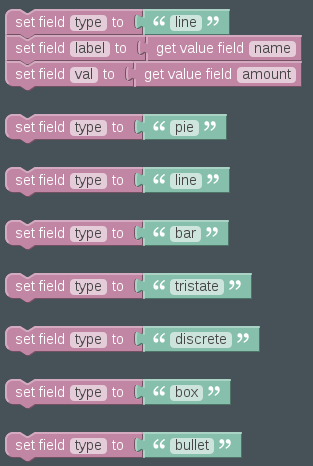 set field type to “ line ”
set field label to get value field name
set field val to get value field amount
set field type to “ pie ”
set field type to “ line ”
set field type to “ bar ”
set field type to “ tristate ”
set field type to “ discrete ”
set field type to “ box ”
set field type to “ bullet ”